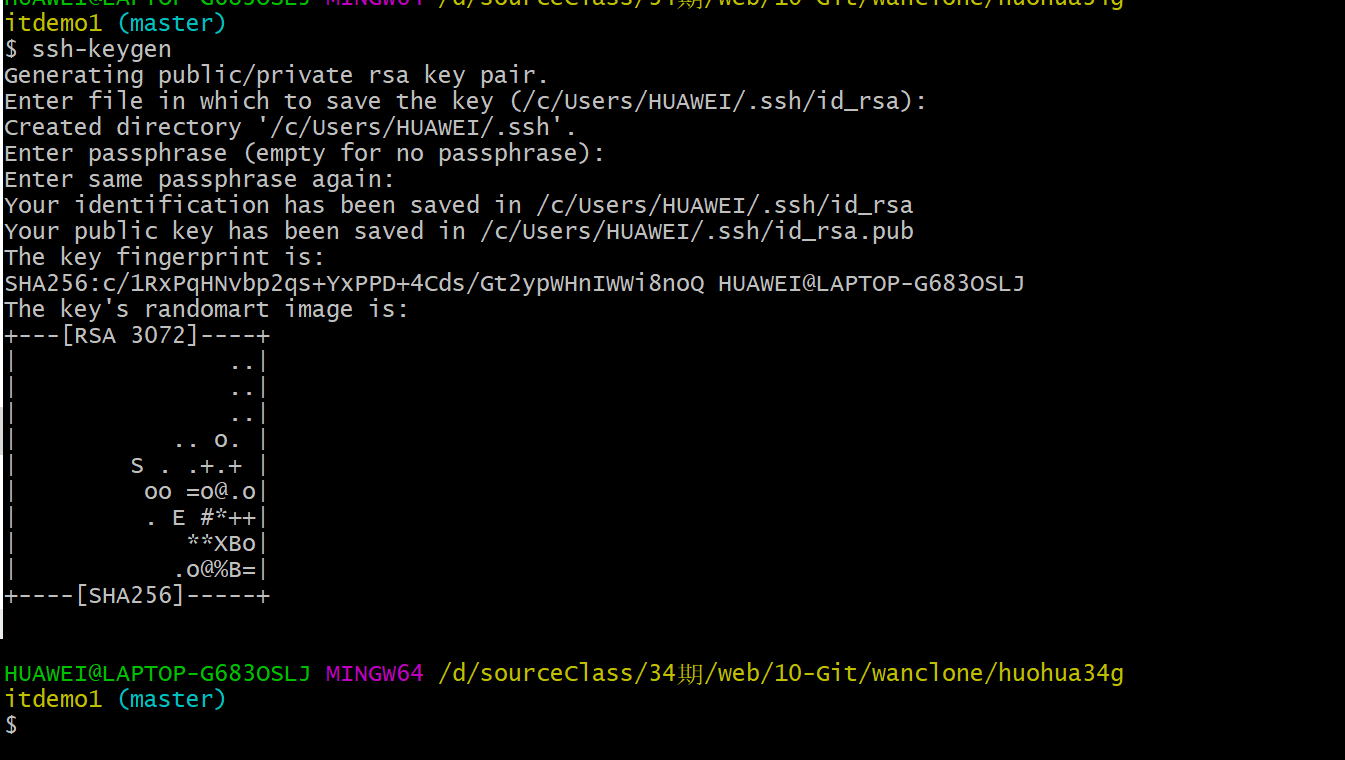 HUAWEI@LAPTOP-G683OSLJ MINGW64 /d/sourceClass/34期/web/10-Git/wanclone/huohua34g
itdemo1 (master)
$ ssh-keygen
Generating public/private rsa key pair.
Enter file in which to save the key (/c/Users/HUAWEI/.ssh/id_rsa):
Created directory '/c/Users/HUAWEI/.ssh'.
Enter passphrase (empty for no passphrase):
Enter same passphrase again:
Your identification has been saved in /c/Users/HUAWEI/.ssh/id_rsa
Your public key has been saved in /c/Users/HUAWEI/.ssh/id_rsa.pub
The key fingerprint is:
SHA256:c/1RxPqHNvbp2qs+YxPPD+4Cds/Gt2ypWHnIWWi8noQ HUAWEI@LAPTOP-G683OSLJ
The key's randomart image is:
+---[RSA 3072]----+
|               ..|
|               ..|
|               ..|
|           .. o. |
|        S . .+.+ |
|         oo =o@.o|
|         . E #*++|
|            **XBo|
|           .o@%B=|
+----[SHA256]-----+
HUAWEI@LAPTOP-G683OSLJ MINGW64 /d/sourceClass/34期/web/10-Git/wanclone/huohua34g
itdemo1 (master)
$